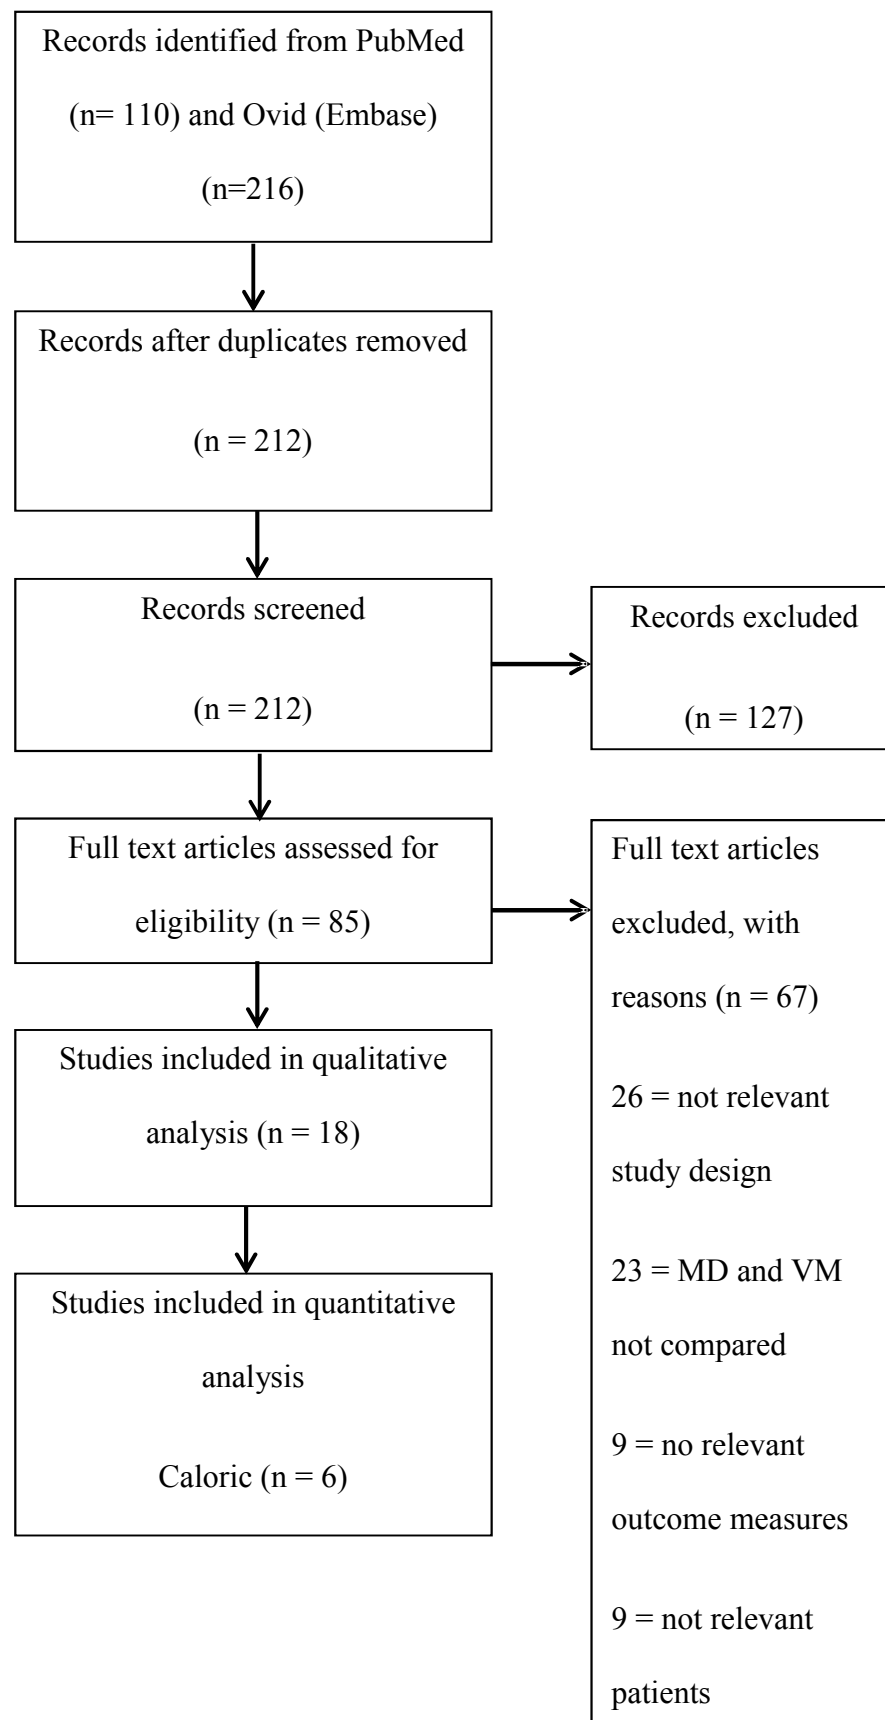 Records identified from PubMed
(n= 110) and Ovid (Embase)
(n=216)
Records after duplicates removed
(n = 212)
Records screened
(n = 212)
Records excluded
(n = 127)
Full text articles assessed for
eligibility (n = 85)
Full text articles
excluded, with
reasons (n = 67)
26 = not relevant
study design
23 = MD and VM
not compared
9 = no relevant
outcome measures
9 = not relevant
patients
Studies included in qualitative
analysis (n = 18)
Studies included in quantitative
analysis
Caloric (n = 6)